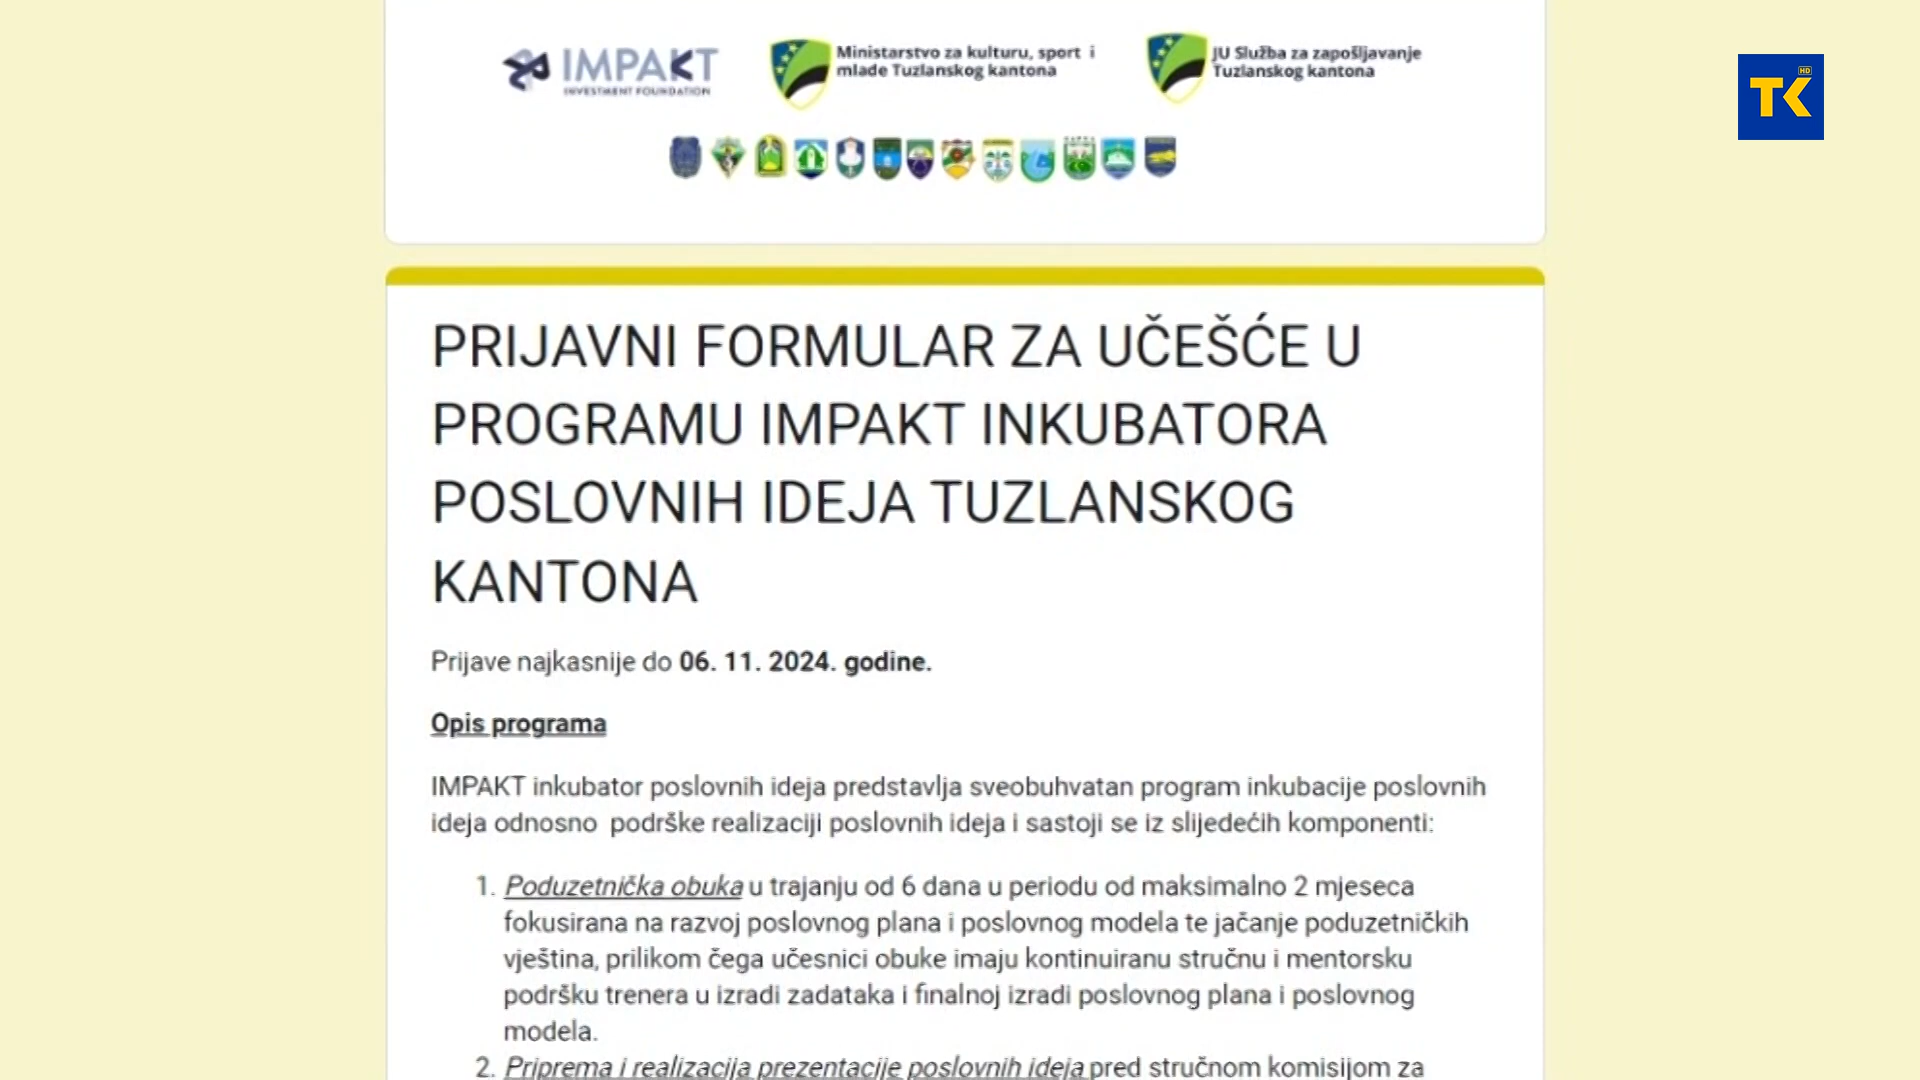 IMPAKT
INVESTMENT FOUNDATION
Ministarstvo za kulturu, sport i
mlade Tuzlanskog kantona
JU Služba za zapošljavanje
Tuzlanskog kantona
TK HD
PRIJAVNI FORMULAR ZA UČEŠĆE U
PROGRAMU IMPAKT INKUBATORA
POSLOVNIH IDEJA TUZLANSKOG
KANTONA
Prijave najkasnije do 06. 11. 2024. godine.
Opis programa
IMPAKT inkubator poslovnih ideja predstavlja sveobuhvatan program inkubacije poslovnih
ideja odnosno podrške realizaciji poslovnih ideja i sastoji se iz slijedećih komponenti:
1. Poduzetnička obuka u trajanju od 6 dana u periodu od maksimalno 2 mjeseca
fokusirana na razvoj poslovnog plana i poslovnog modela te jačanje poduzetničkih
vještina, prilikom čega učesnici obuke imaju kontinuiranu stručnu i mentorsku
podršku trenera u izradi zadataka i finalnoj izradi poslovnog plana i poslovnog
modela.
2. Priprema i realizacija prezentacije poslovnih ideja pred stručnom komisijom za